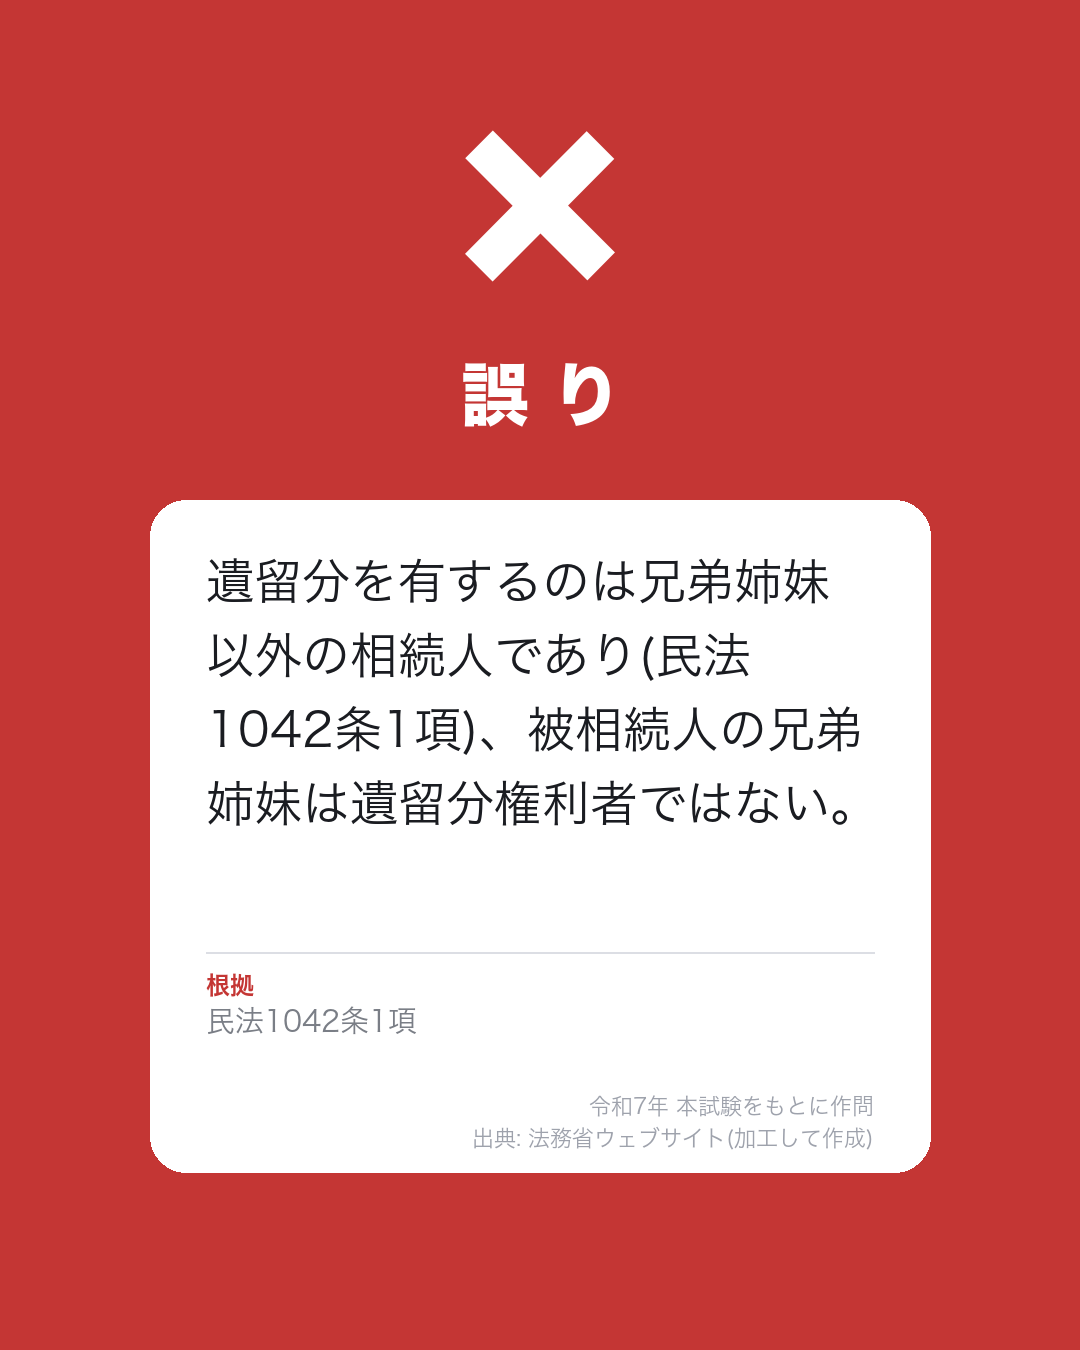 誤り
遺留分を有するのは兄弟姉妹
以外の相続人であり(民法
1042条1項)、被相続人の兄弟
姉妹は遺留分権利者ではない。
根拠
民法1042条1項
令和7年 本試験をもとに作問
出典: 法務省ウェブサイト(加工して作成)